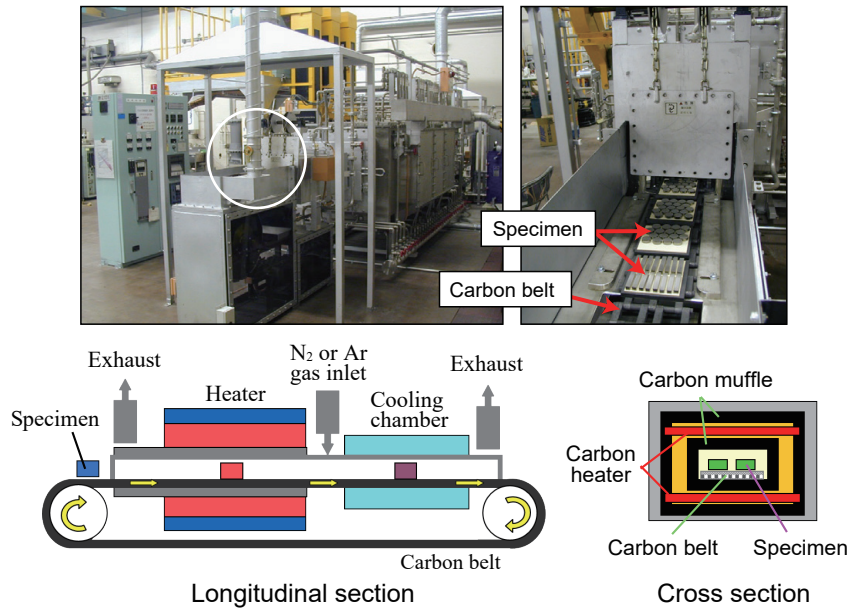 Specimen
Carbon belt
Exhaust
N2 or Ar
gas inlet
Exhaust
Heater
Cooling
chamber
Specimen
Carbon belt
Longitudinal section
Carbon muffle
Carbon
heater
Carbon belt
Specimen
Cross section